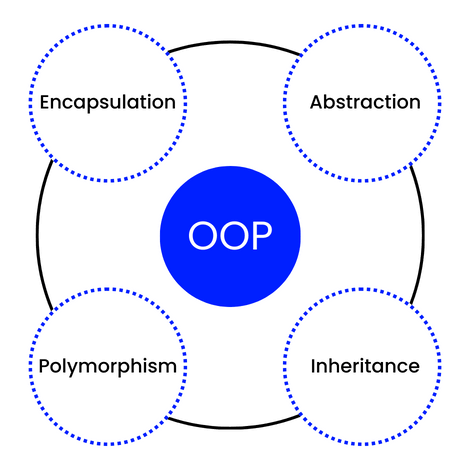 Encapsulation
Abstraction
OOP
Polymorphism
Inheritance